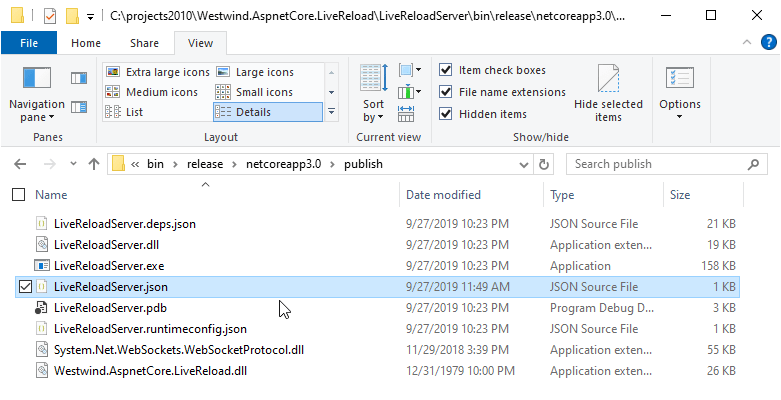 C:\projects2010\Westwind.AspnetCore.LiveReload\LiveReloadServer\bin\release\netcoreapp3.0\...
File Home Share View
Navigation pane
Panes
Extra large icons Large icons
Medium icons Small icons
List Details
Layout
Sort by
Current view
Item check boxes
File name extensions
Hidden items
Hide selected items
Show/hide
Options
bin release netcoreapp3.0 publish
Search publish
Name Date modified Type Size
LiveReloadServer.deps.json 9/27/2019 10:23 PM JSON Source File 21 KB
LiveReloadServer.dll 9/27/2019 10:23 PM Application exten... 19 KB
LiveReloadServer.exe 9/27/2019 10:23 PM Application 158 KB
LiveReloadServer.json 9/27/2019 11:49 AM JSON Source File 1 KB
LiveReloadServer.pdb 9/27/2019 10:23 PM Program Debug D... 3 KB
LiveReloadServer.runtimeconfig.json 9/27/2019 10:23 PM JSON Source File 1 KB
System.Net.WebSockets.WebSocketProtocol.dll 11/29/2018 3:39 PM Application exten... 55 KB
Westwind.AspnetCore.LiveReload.dll 12/31/1979 10:00 PM Application exten... 26 KB